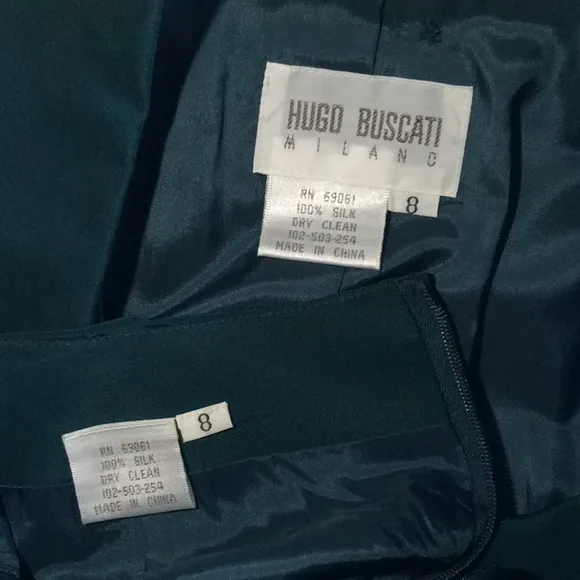 HUGO BUSCATI
MILANO
RN 69061
100% SILK
DRY CLEAN
102-503-254
MADE IN CHINA
8
8
RN 69061
100% SILK
DRY CLEAN
102-503-254
MADE IN CHINA